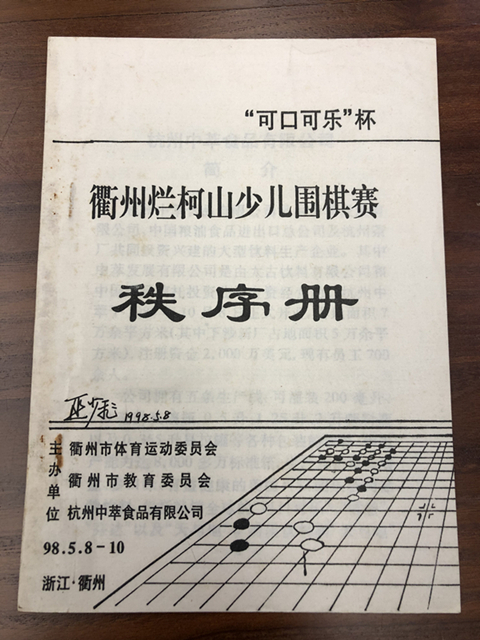 “可口可乐”杯
衢州烂柯山少儿围棋赛
秩序册
1998.5.8
主办单位
衢州市体育运动委员会
衢州市教育委员会
杭州中萃食品有限公司
98.5.8-10
浙江·衢州